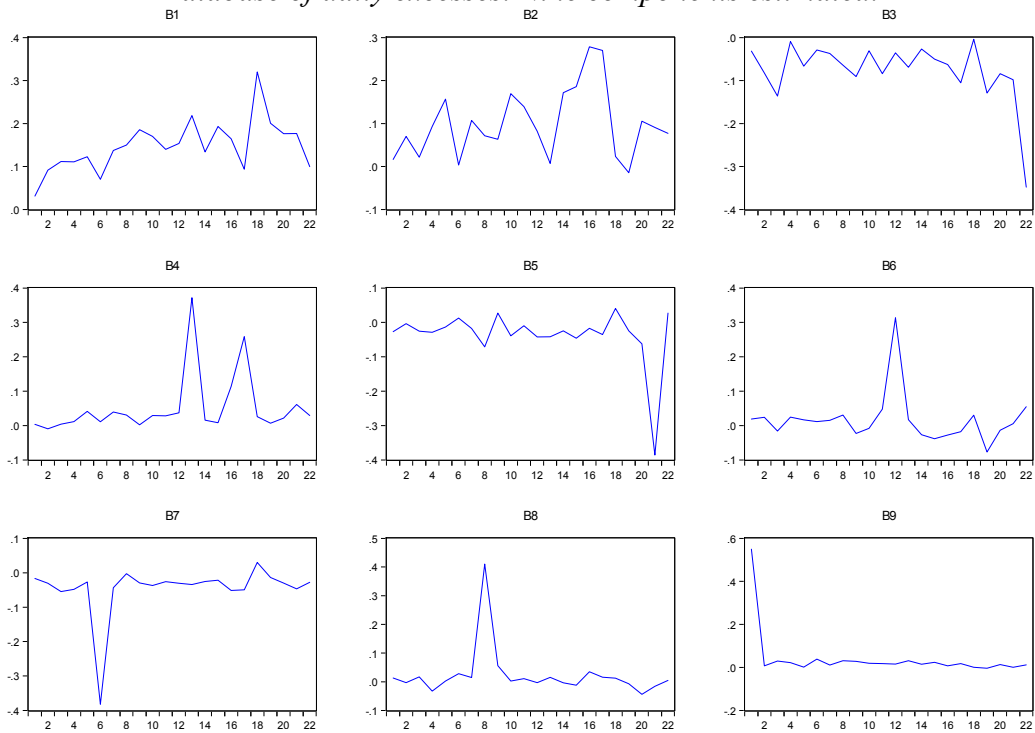 Database of daily excesses. Nine components estimated.
B1 B2 B3
.4 .3 .0
.3 .2 -.1
.2 .1 -.2
.1 .0 -.3
.0 -.1 -.4
2 4 6 8 10 12 14 16 18 20 22 2 4 6 8 10 12 14 16 18 20 22 2 4 6 8 10 12 14 16 18 20 22
B4 B5 B6
.4 .1 .4
.3 .0 .3
.2 -.1 .2
.1 -.2 .1
.0 -.3 .0
-.1 -.4 -.1
2 4 6 8 10 12 14 16 18 20 22 2 4 6 8 10 12 14 16 18 20 22 2 4 6 8 10 12 14 16 18 20 22
B7 B8 B9
.1 .5 .6
.0 .4 .4
-.1 .3 .2
-.2 .2 .0
-.3 .1 -.2
-.4 .0
-.1
2 4 6 8 10 12 14 16 18 20 22 2 4 6 8 10 12 14 16 18 20 22 2 4 6 8 10 12 14 16 18 20 22